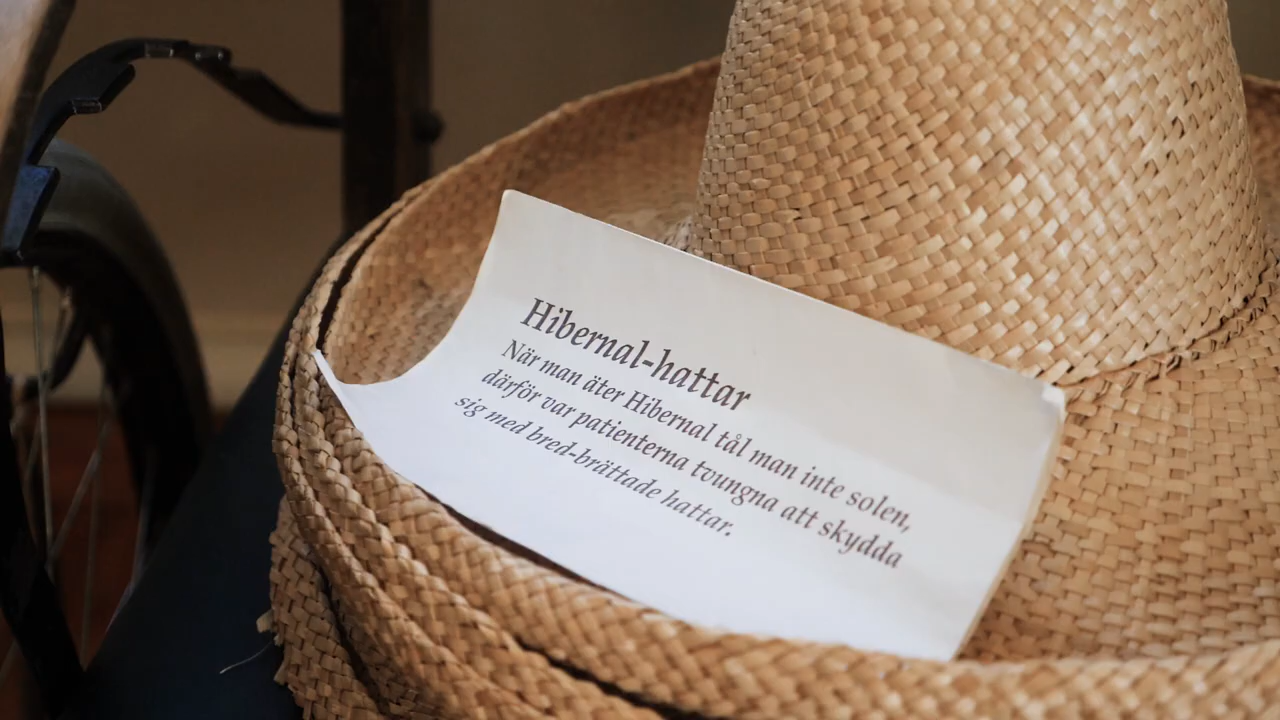 Hibernal-hattar
När man äter Hibernal tål man inte solen,
därför var patienterna tvungna att skydda
sig med bred-brättade hattar.